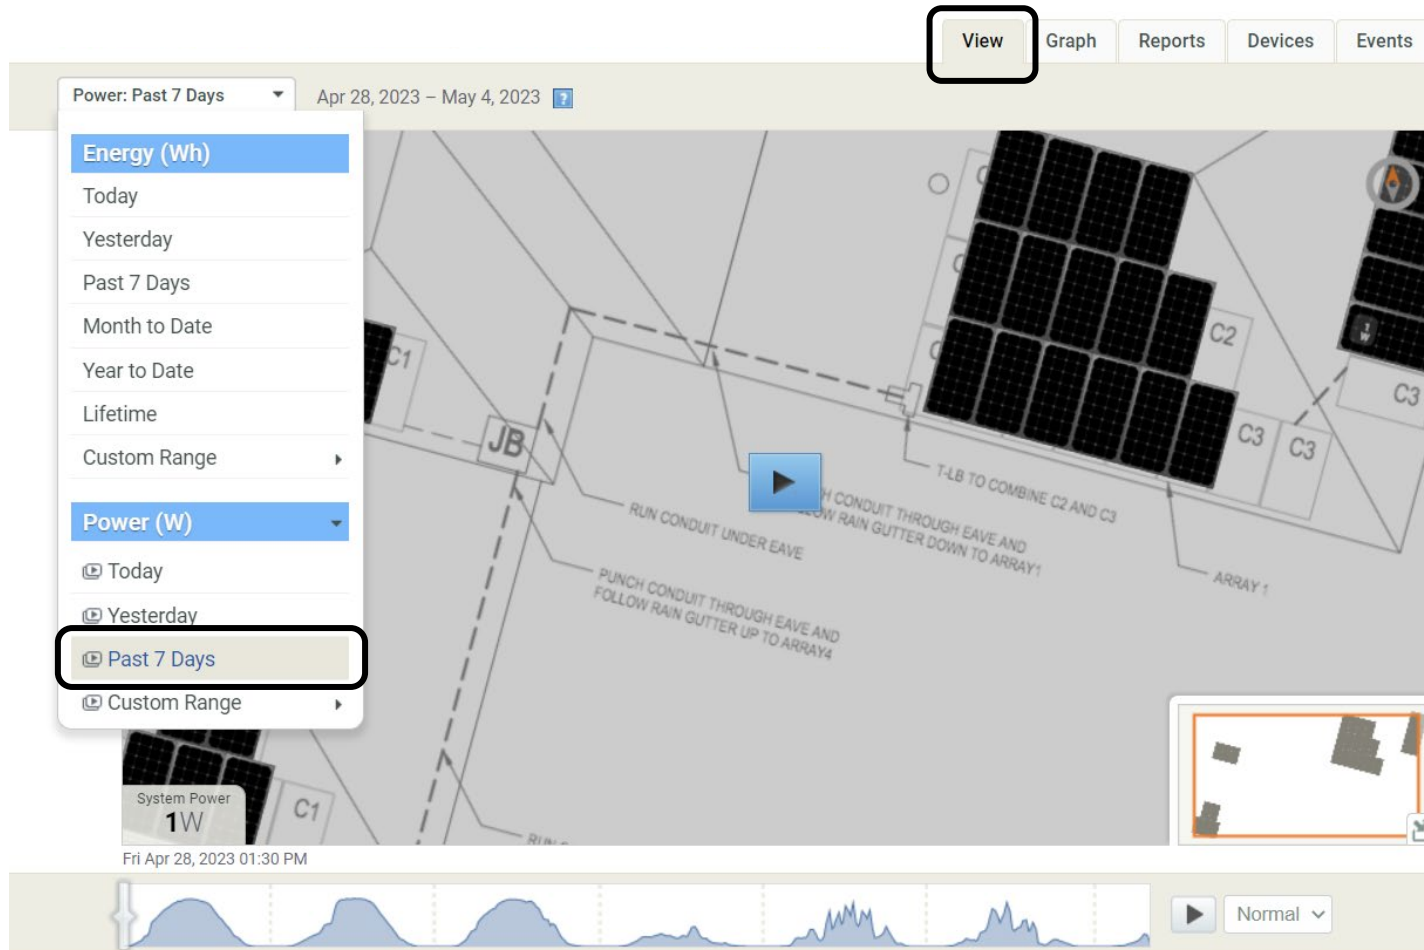 View
Graph
Reports
Devices
Events
Power: Past 7 Days
Apr 28, 2023 – May 4, 2023
?
Energy (Wh)
Today
Yesterday
Past 7 Days
Month to Date
Year to Date
Lifetime
Custom Range
Power (W)
Today
Yesterday
Past 7 Days
Custom Range
C1
JB
C2
C3
C3
C3
1
W
T-LB TO COMBINE C2 AND C3
CONDUIT THROUGH EAVE AND
RAIN GUTTER DOWN TO ARRAY1
RUN CONDUIT UNDER EAVE
PUNCH CONDUIT THROUGH EAVE AND
FOLLOW RAIN GUTTER UP TO ARRAY4
ARRAY 1
C1
System Power
1W
Fri Apr 28, 2023 01:30 PM
Normal